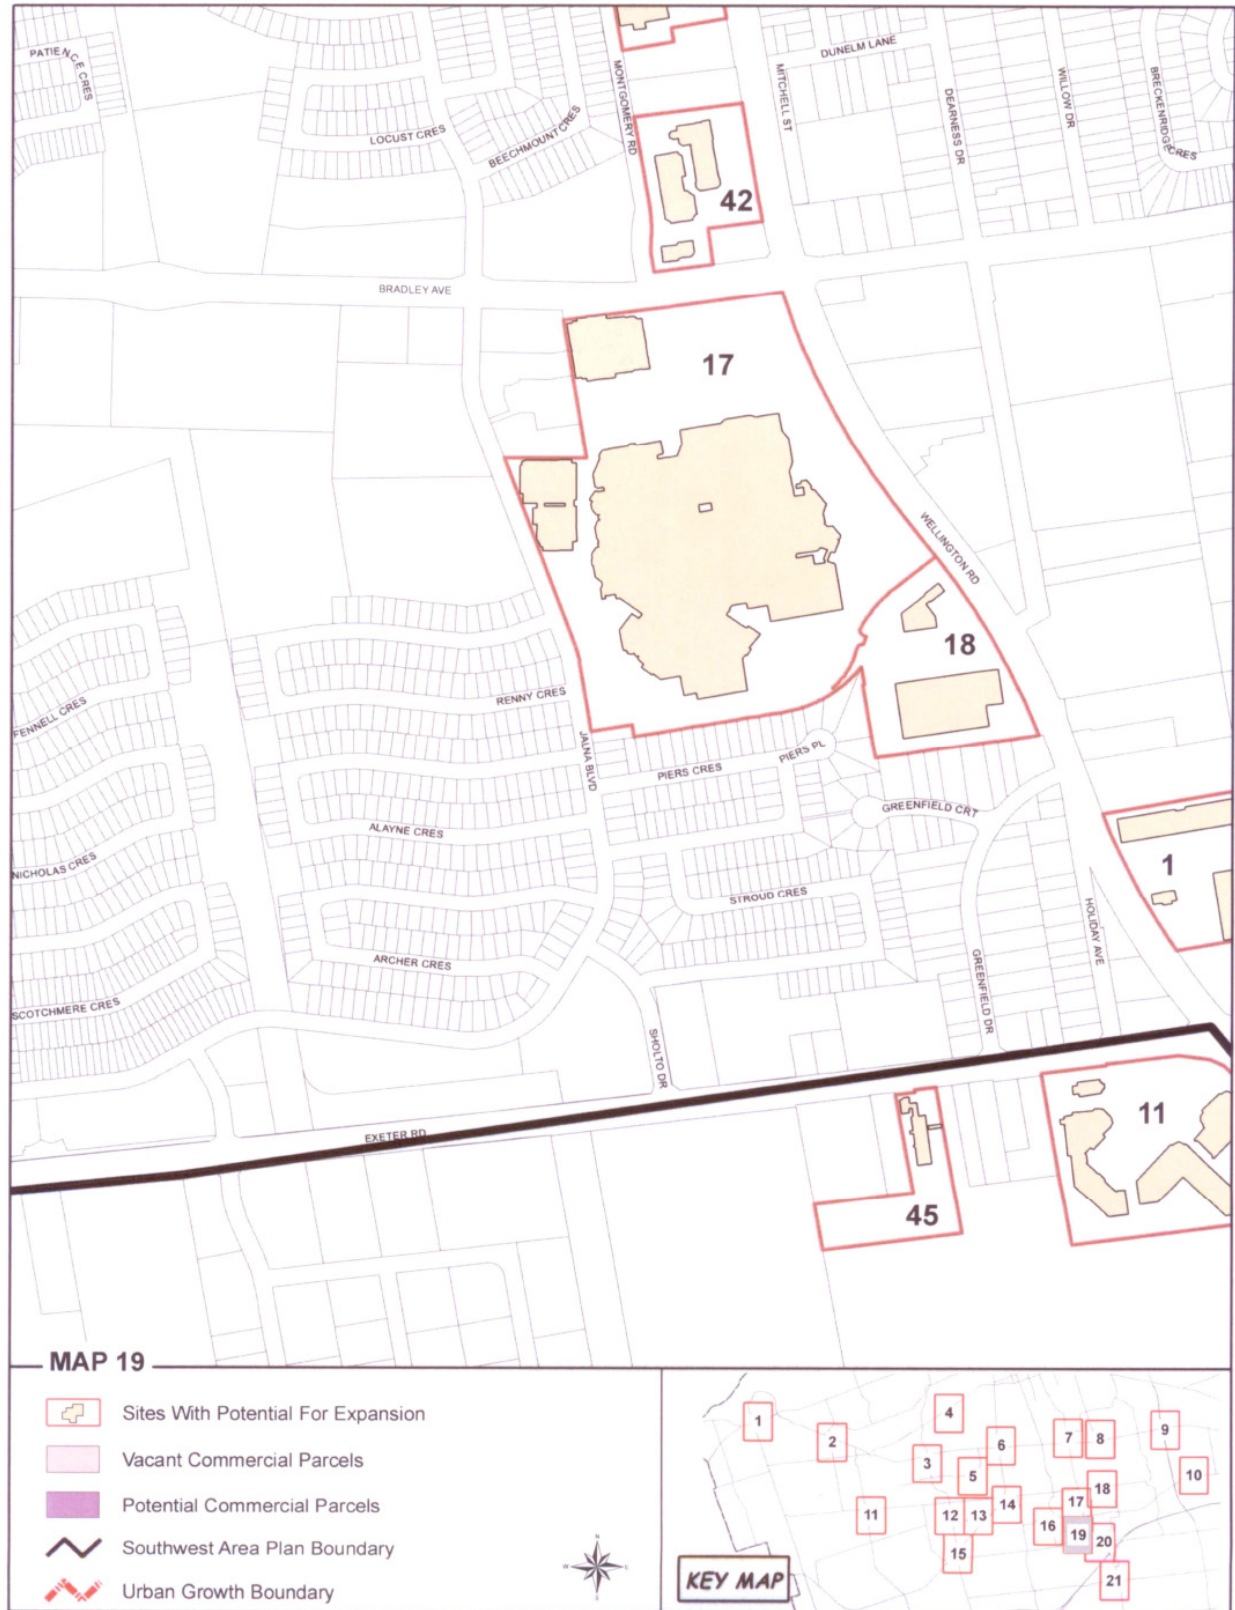 PATIENCE CRES
LOCUST CRES
BEECHMOUNT CRES
MONTGOMERY RD
MITCHELL ST
DUNELM LANE
DEARNESS DR
WILLOW DR
BRECKENRIDGE CRES
42
BRADLEY AVE
17
WELLINGTON RD
18
RENNY CRES
FENNELL CRES
JALNA BLVD
PIERS CRES
PIERS PL
GREENFIELD CRT
ALAYNE CRES
NICHOLAS CRES
STROUD CRES
1
HOLIDAY AVE
ARCHER CRES
GREENFIELD DR
SCOTCHMERE CRES
SHOLTO DR
EXETER RD
11
45
MAP 19
Sites With Potential For Expansion
Vacant Commercial Parcels
Potential Commercial Parcels
Southwest Area Plan Boundary
Urban Growth Boundary
N
1
2
3
4
5
6
7
8
9
10
11
12
13
14
15
16
17
18
19
20
21
KEY MAP